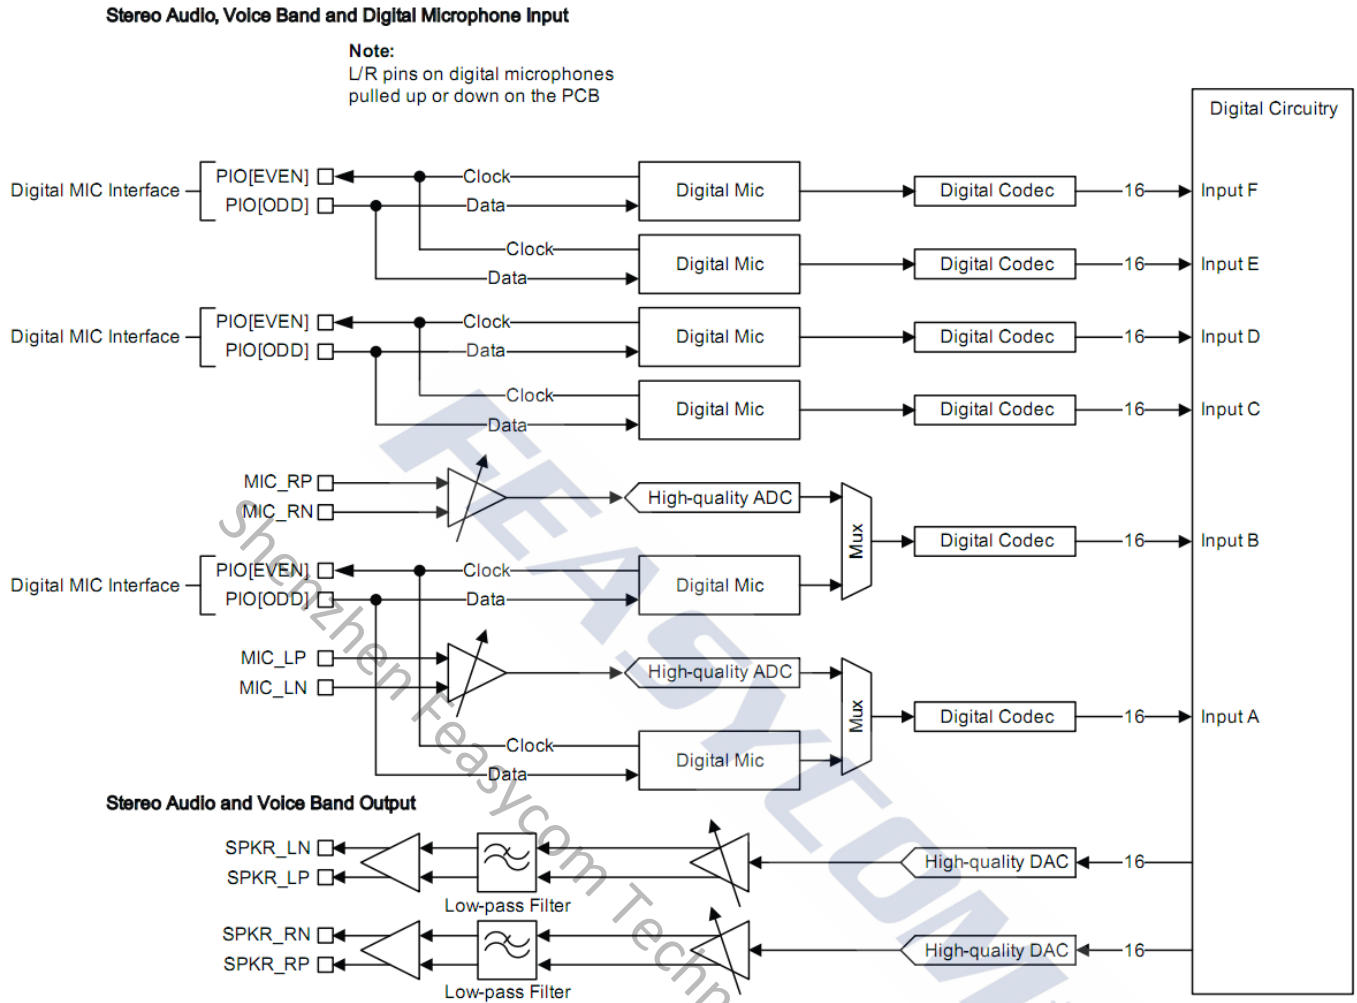 Stereo Audio, Voice Band and Digital Microphone Input
Note:
L/R pins on digital microphones
pulled up or down on the PCB
Digital Circuitry
Digital MIC Interface
PIO[EVEN]
Clock
PIO[ODD]
Data
Digital Mic
Digital Codec
16
Input F
Clock
Data
Digital Mic
Digital Codec
16
Input E
Digital MIC Interface
PIO[EVEN]
Clock
PIO[ODD]
Data
Digital Mic
Digital Codec
16
Input D
Clock
Data
Digital Mic
Digital Codec
16
Input C
MIC_RP
MIC_RN
High-quality ADC
Mux
Digital Codec
16
Input B
Digital MIC Interface
PIO[EVEN]
Clock
PIO[ODD]
Data
Digital Mic
MIC_LP
MIC_LN
High-quality ADC
Mux
Digital Codec
16
Input A
Clock
Data
Digital Mic
Stereo Audio and Voice Band Output
SPKR_LN
SPKR_LP
Low-pass Filter
High-quality DAC
16
SPKR_RN
SPKR_RP
Low-pass Filter
High-quality DAC
16
Shenzhen Feasycom Techn
FEASYCOM